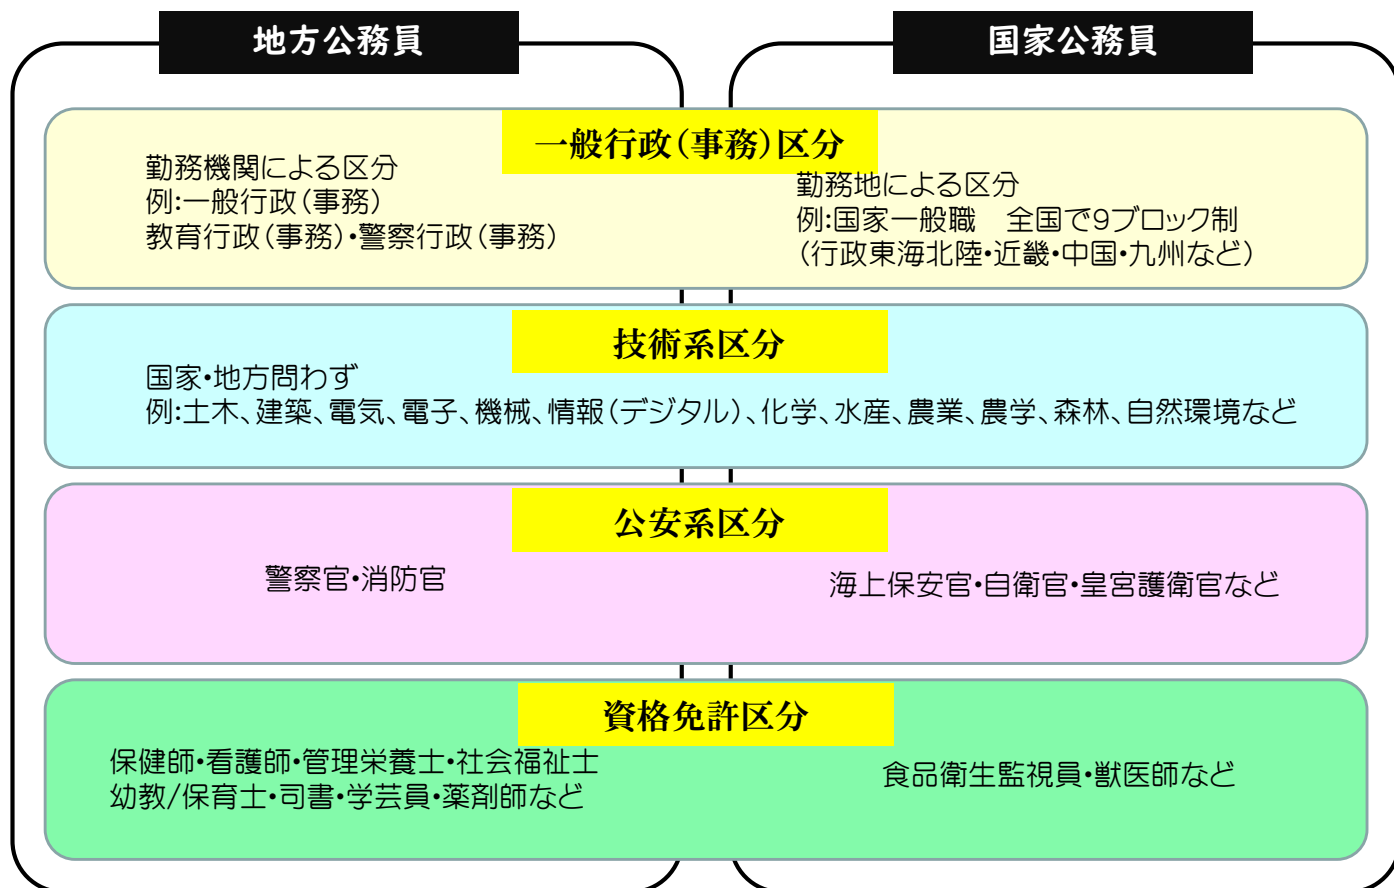 地方公務員
国家公務員
一般行政(事務)区分
勤務機関による区分
例:一般行政(事務)
教育行政(事務)・警察行政(事務)
勤務地による区分
例:国家一般職　全国で9ブロック制
(行政東海北陸・近畿・中国・九州など)
技術系区分
国家・地方問わず
例:土木、建築、電気、電子、機械、情報(デジタル)、化学、水産、農業、農学、森林、自然環境など
公安系区分
警察官・消防官
海上保安官・自衛官・皇宮護衛官など
資格免許区分
保健師・看護師・管理栄養士・社会福祉士
幼教/保育士・司書・学芸員・薬剤師など
食品衛生監視員・獣医師など